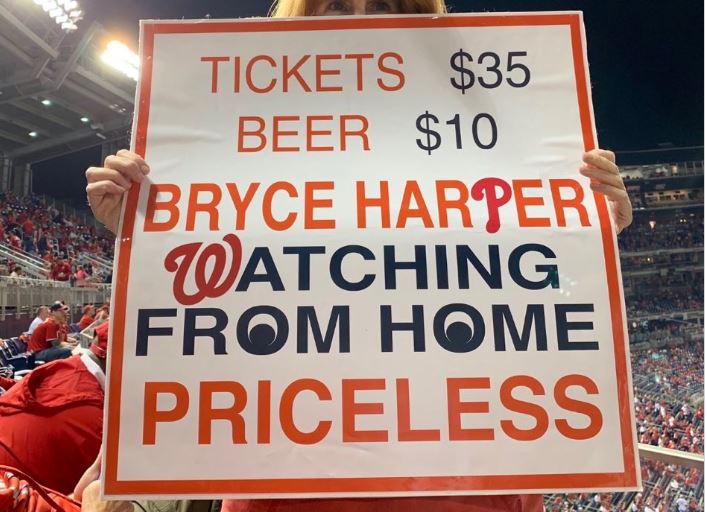 TICKETS $35
BEER $10
BRYCE HARPER
WATCHING
FROM HOME
PRICELESS